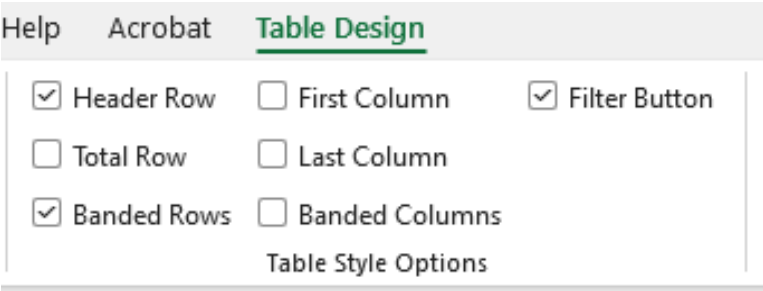 Help Acrobat Table Design
Header Row First Column Filter Button
Total Row Last Column
Banded Rows Banded Columns
Table Style Options